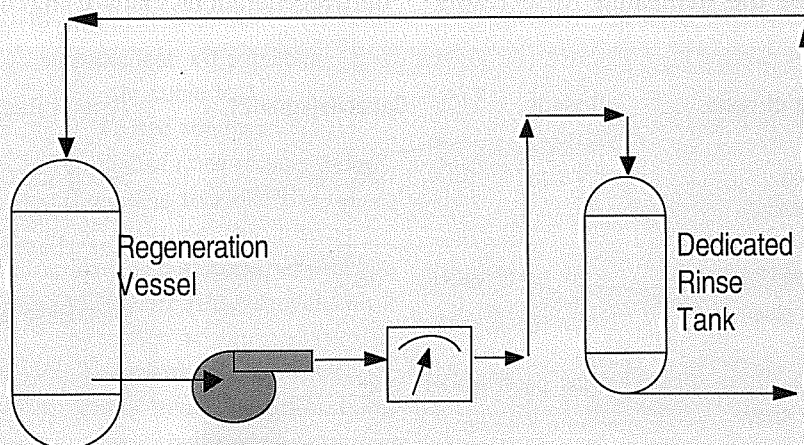 Regeneration
Vessel
Dedicated
Rinse
Tank